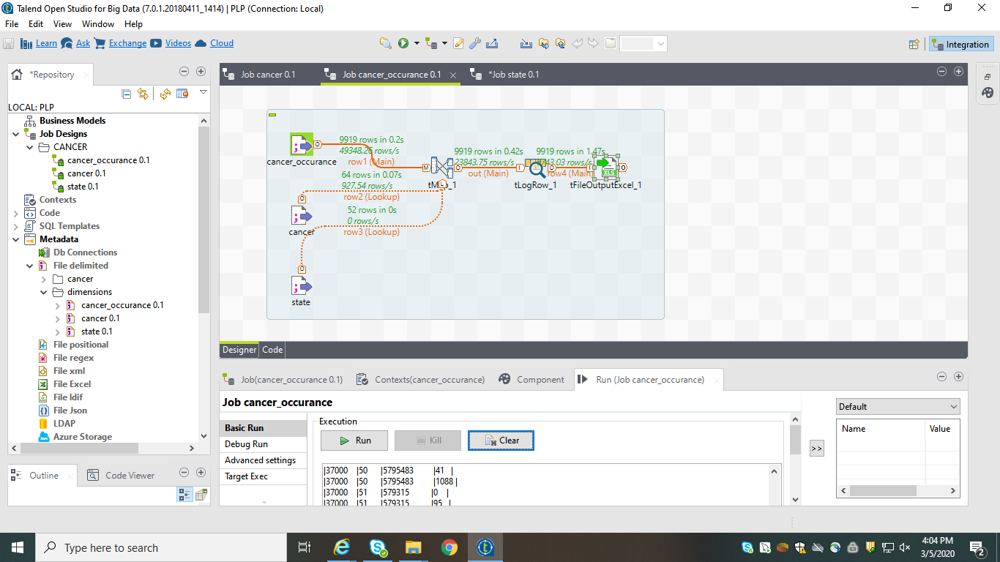 Talend Open Studio for Big Data (7.0.1.20180411_1414) | PLP (Connection: Local)
File Edit View Window Help
Learn Ask Exchange Videos Cloud
Integration
*Repository
LOCAL: PLP
Business Models
Job Designs
CANCER
cancer_occurance 0.1
cancer 0.1
state 0.1
Contexts
Code
SQL Templates
Metadata
Db Connections
File delimited
cancer
dimensions
cancer_occurance 0.1
cancer 0.1
state 0.1
File positional
File regex
File xml
File Excel
File ldif
File Json
LDAP
Azure Storage
Outline
Code Viewer
Job cancer 0.1
Job cancer_occurance 0.1
*Job state 0.1
cancer_occurance
9919 rows in 0.2s
49348.26 rows/s
row1 (Main)
64 rows in 0.07s
927.54 rows/s
row2 (Lookup)
cancer
52 rows in 0s
0 rows/s
row3 (Lookup)
state
9919 rows in 0.42s
23843.75 rows/s
out (Main)
tLogRow_1
9919 rows in 1.47s
row4 (Main)
XLS
tFileOutputExcel_1
Designer Code
Job(cancer_occurance 0.1)
Contexts(cancer_occurance)
Component
Run (Job cancer_occurance)
Job cancer_occurance
Basic Run
Debug Run
Advanced settings
Target Exec
Execution
Run Kill Clear
|37000 |50 |5795483 |41 |
|37000 |50 |5795483 |1088 |
|37000 |51 |579315 |0 |
|37000 |51 |579315 |95 |
>>
Default
Name Value
Type here to search
4:04 PM
3/5/2020
2